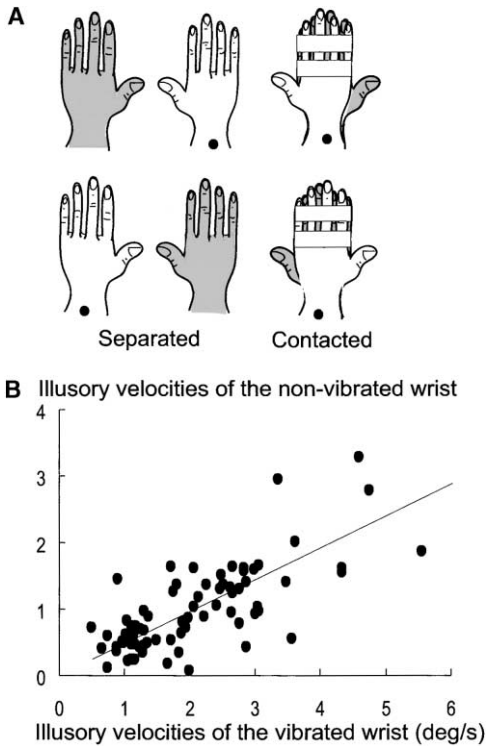 A
Separated
Contacted
B Illusory velocities of the non-vibrated wrist
4
3
2
1
0
0 1 2 3 4 5 6
Illusory velocities of the vibrated wrist (deg/s)